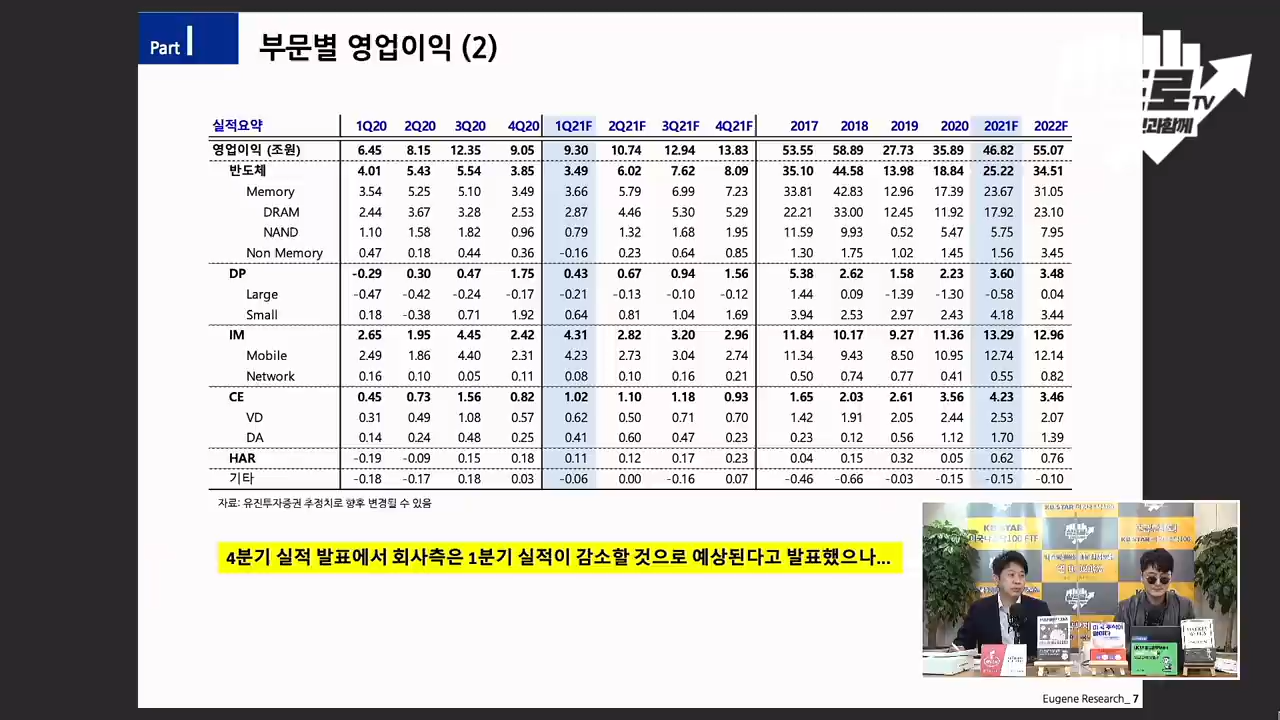 Part I
부문별 영업이익 (2)
로TV
과함께
실적요약 1Q20 2Q20 3Q20 4Q20 1Q21F 2Q21F 3Q21F 4Q21F 2017 2018 2019 2020 2021F 2022F
영업이익 (조원) 6.45 8.15 12.35 9.05 9.30 10.74 12.94 13.83 53.55 58.89 27.73 35.89 46.82 55.07
반도체 4.01 5.43 5.54 3.85 3.49 6.02 7.62 8.09 35.10 44.58 13.98 18.84 25.22 34.51
Memory 3.54 5.25 5.10 3.49 3.66 5.79 6.99 7.23 33.81 42.83 12.96 17.39 23.67 31.05
DRAM 2.44 3.67 3.28 2.53 2.87 4.46 5.30 5.29 22.21 33.00 12.45 11.92 17.92 23.10
NAND 1.10 1.58 1.82 0.96 0.79 1.32 1.68 1.95 11.59 9.93 0.52 5.47 5.75 7.95
Non Memory 0.47 0.18 0.44 0.36 -0.16 0.23 0.64 0.85 1.30 1.75 1.02 1.45 1.56 3.45
DP -0.29 0.30 0.47 1.75 0.43 0.67 0.94 1.56 5.38 2.62 1.58 2.23 3.60 3.48
Large -0.47 -0.42 -0.24 -0.17 -0.21 -0.13 -0.10 -0.12 1.44 0.09 -1.39 -1.30 -0.58 0.04
Small 0.18 -0.38 0.71 1.92 0.64 0.81 1.04 1.69 3.94 2.53 2.97 2.43 4.18 3.44
IM 2.65 1.95 4.45 2.42 4.31 2.82 3.20 2.96 11.84 10.17 9.27 11.36 13.29 12.96
Mobile 2.49 1.86 4.40 2.31 4.23 2.73 3.04 2.74 11.34 9.43 8.50 10.95 12.74 12.14
Network 0.16 0.10 0.05 0.11 0.08 0.10 0.16 0.21 0.50 0.74 0.77 0.41 0.55 0.82
CE 0.45 0.73 1.56 0.82 1.02 1.10 1.18 0.93 1.65 2.03 2.61 3.56 4.23 3.46
VD 0.31 0.49 1.08 0.57 0.62 0.50 0.71 0.70 1.42 1.91 2.05 2.44 2.53 2.07
DA 0.14 0.24 0.48 0.25 0.41 0.60 0.47 0.23 0.23 0.12 0.56 1.12 1.70 1.39
HAR -0.19 -0.09 0.15 0.18 0.11 0.12 0.17 0.23 0.04 0.15 0.32 0.05 0.62 0.76
기타 -0.18 -0.17 0.18 0.03 -0.06 0.00 -0.16 0.07 -0.46 -0.66 -0.03 -0.15 -0.15 -0.10
자료: 유진투자증권 추정치로 향후 변경될 수 있음
4분기 실적 발표에서 회사측은 1분기 실적이 감소할 것으로 예상된다고 발표했으나...
KB STAR
Eugene Research_ 7